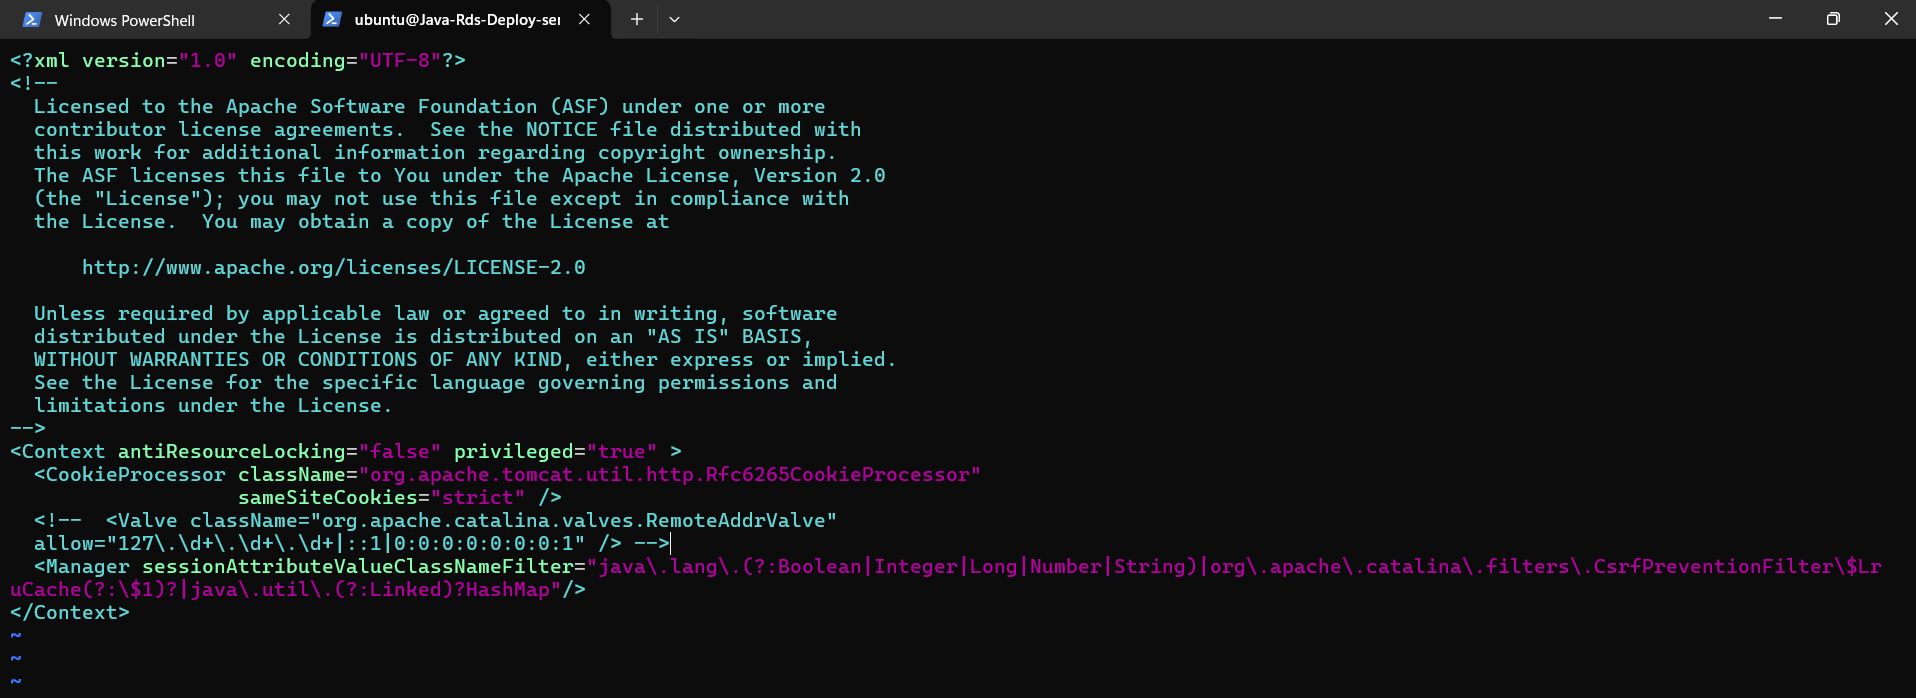 Windows PowerShell
ubuntu@Java-Rds-Deploy-ser
<?xml version="1.0" encoding="UTF-8"?>
<!--
  Licensed to the Apache Software Foundation (ASF) under one or more
  contributor license agreements.  See the NOTICE file distributed with
  this work for additional information regarding copyright ownership.
  The ASF licenses this file to You under the Apache License, Version 2.0
  (the "License"); you may not use this file except in compliance with
  the License.  You may obtain a copy of the License at

      http://www.apache.org/licenses/LICENSE-2.0

  Unless required by applicable law or agreed to in writing, software
  distributed under the License is distributed on an "AS IS" BASIS,
  WITHOUT WARRANTIES OR CONDITIONS OF ANY KIND, either express or implied.
  See the License for the specific language governing permissions and
  limitations under the License.
-->
<Context antiResourceLocking="false" privileged="true" >
  <CookieProcessor className="org.apache.tomcat.util.http.Rfc6265CookieProcessor"
                   sameSiteCookies="strict" />
  <!--  <Valve className="org.apache.catalina.valves.RemoteAddrValve"
  allow="127\.\d+\.\d+\.\d+|::1|0:0:0:0:0:0:0:1" /> -->
  <Manager sessionAttributeValueClassNameFilter="java\.lang\.(?:Boolean|Integer|Long|Number|String)|org\.apache\.catalina\.filters\.CsrfPreventionFilter\$Lr
uCache(?:\$1)?|java\.util\.(?:Linked)?HashMap"/>
</Context>
~
~
~